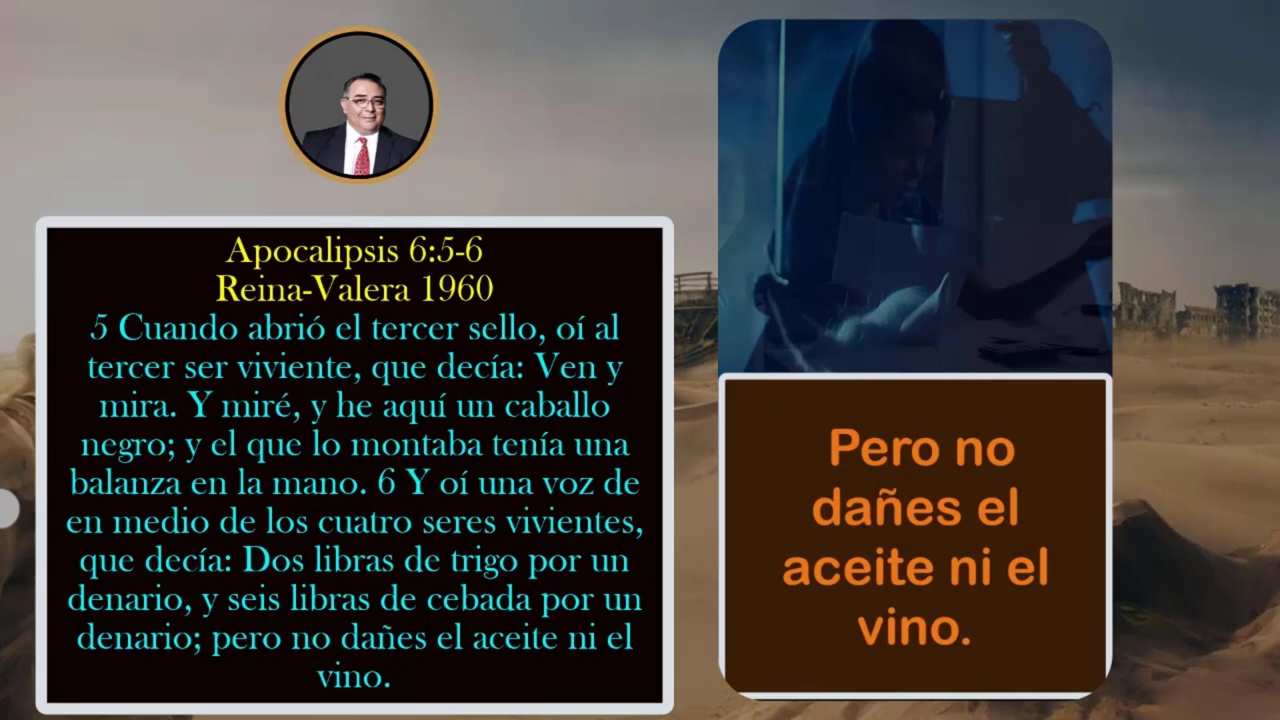 Apocalipsis 6:5-6
Reina-Valera 1960
5 Cuando abrió el tercer sello, oí al
tercer ser viviente, que decía: Ven y
mira. Y miré, y he aquí un caballo
negro; y el que lo montaba tenía una
balanza en la mano. 6 Y oí una voz de
en medio de los cuatro seres vivientes,
que decía: Dos libras de trigo por un
denario, y seis libras de cebada por un
denario; pero no dañes el aceite ni el
vino.
Pero no
dañes el
aceite ni el
vino.